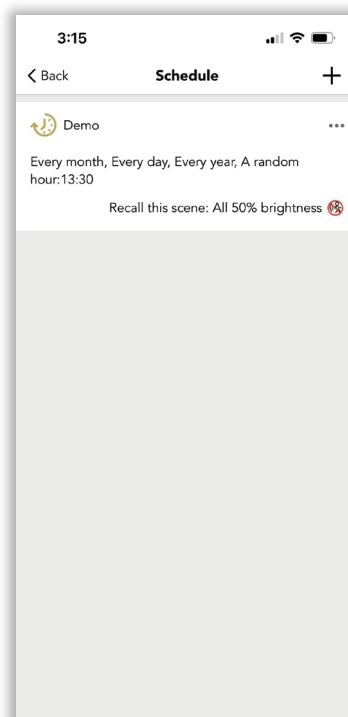 3:15
Back
Schedule
+
Demo
...
Every month, Every day, Every year, A random
hour:13:30
Recall this scene: All 50% brightness